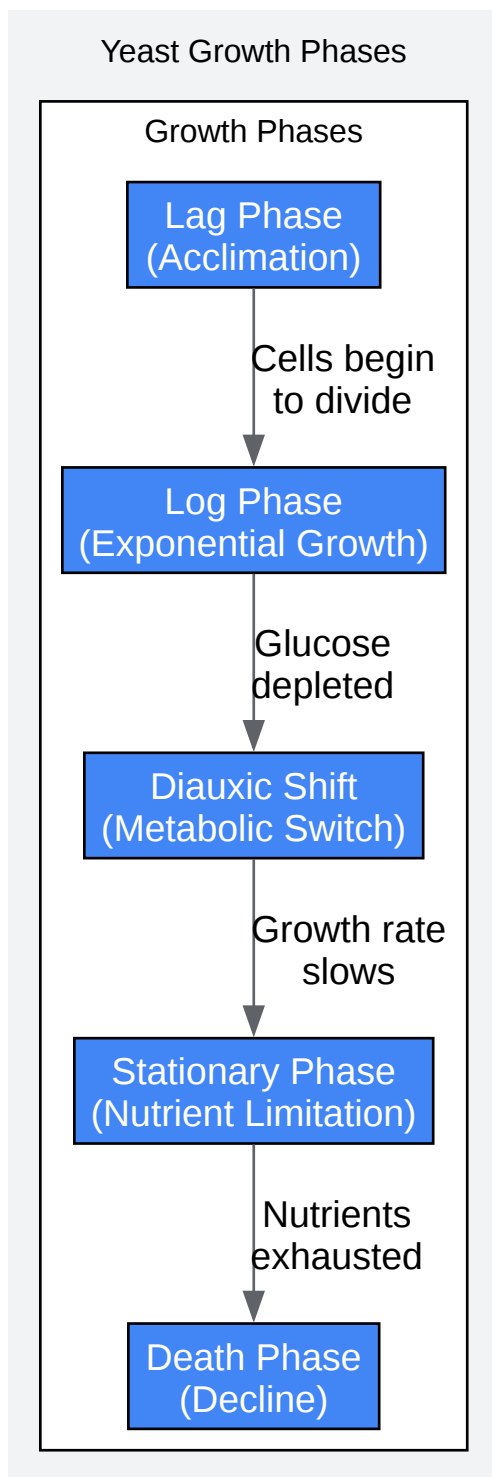 Yeast Growth Phases
Growth Phases
Lag Phase
(Acclimation)
Cells begin
to divide
Log Phase
(Exponential Growth)
Glucose
depleted
Diauxic Shift
(Metabolic Switch)
Growth rate
slows
Stationary Phase
(Nutrient Limitation)
Nutrients
exhausted
Death Phase
(Decline)